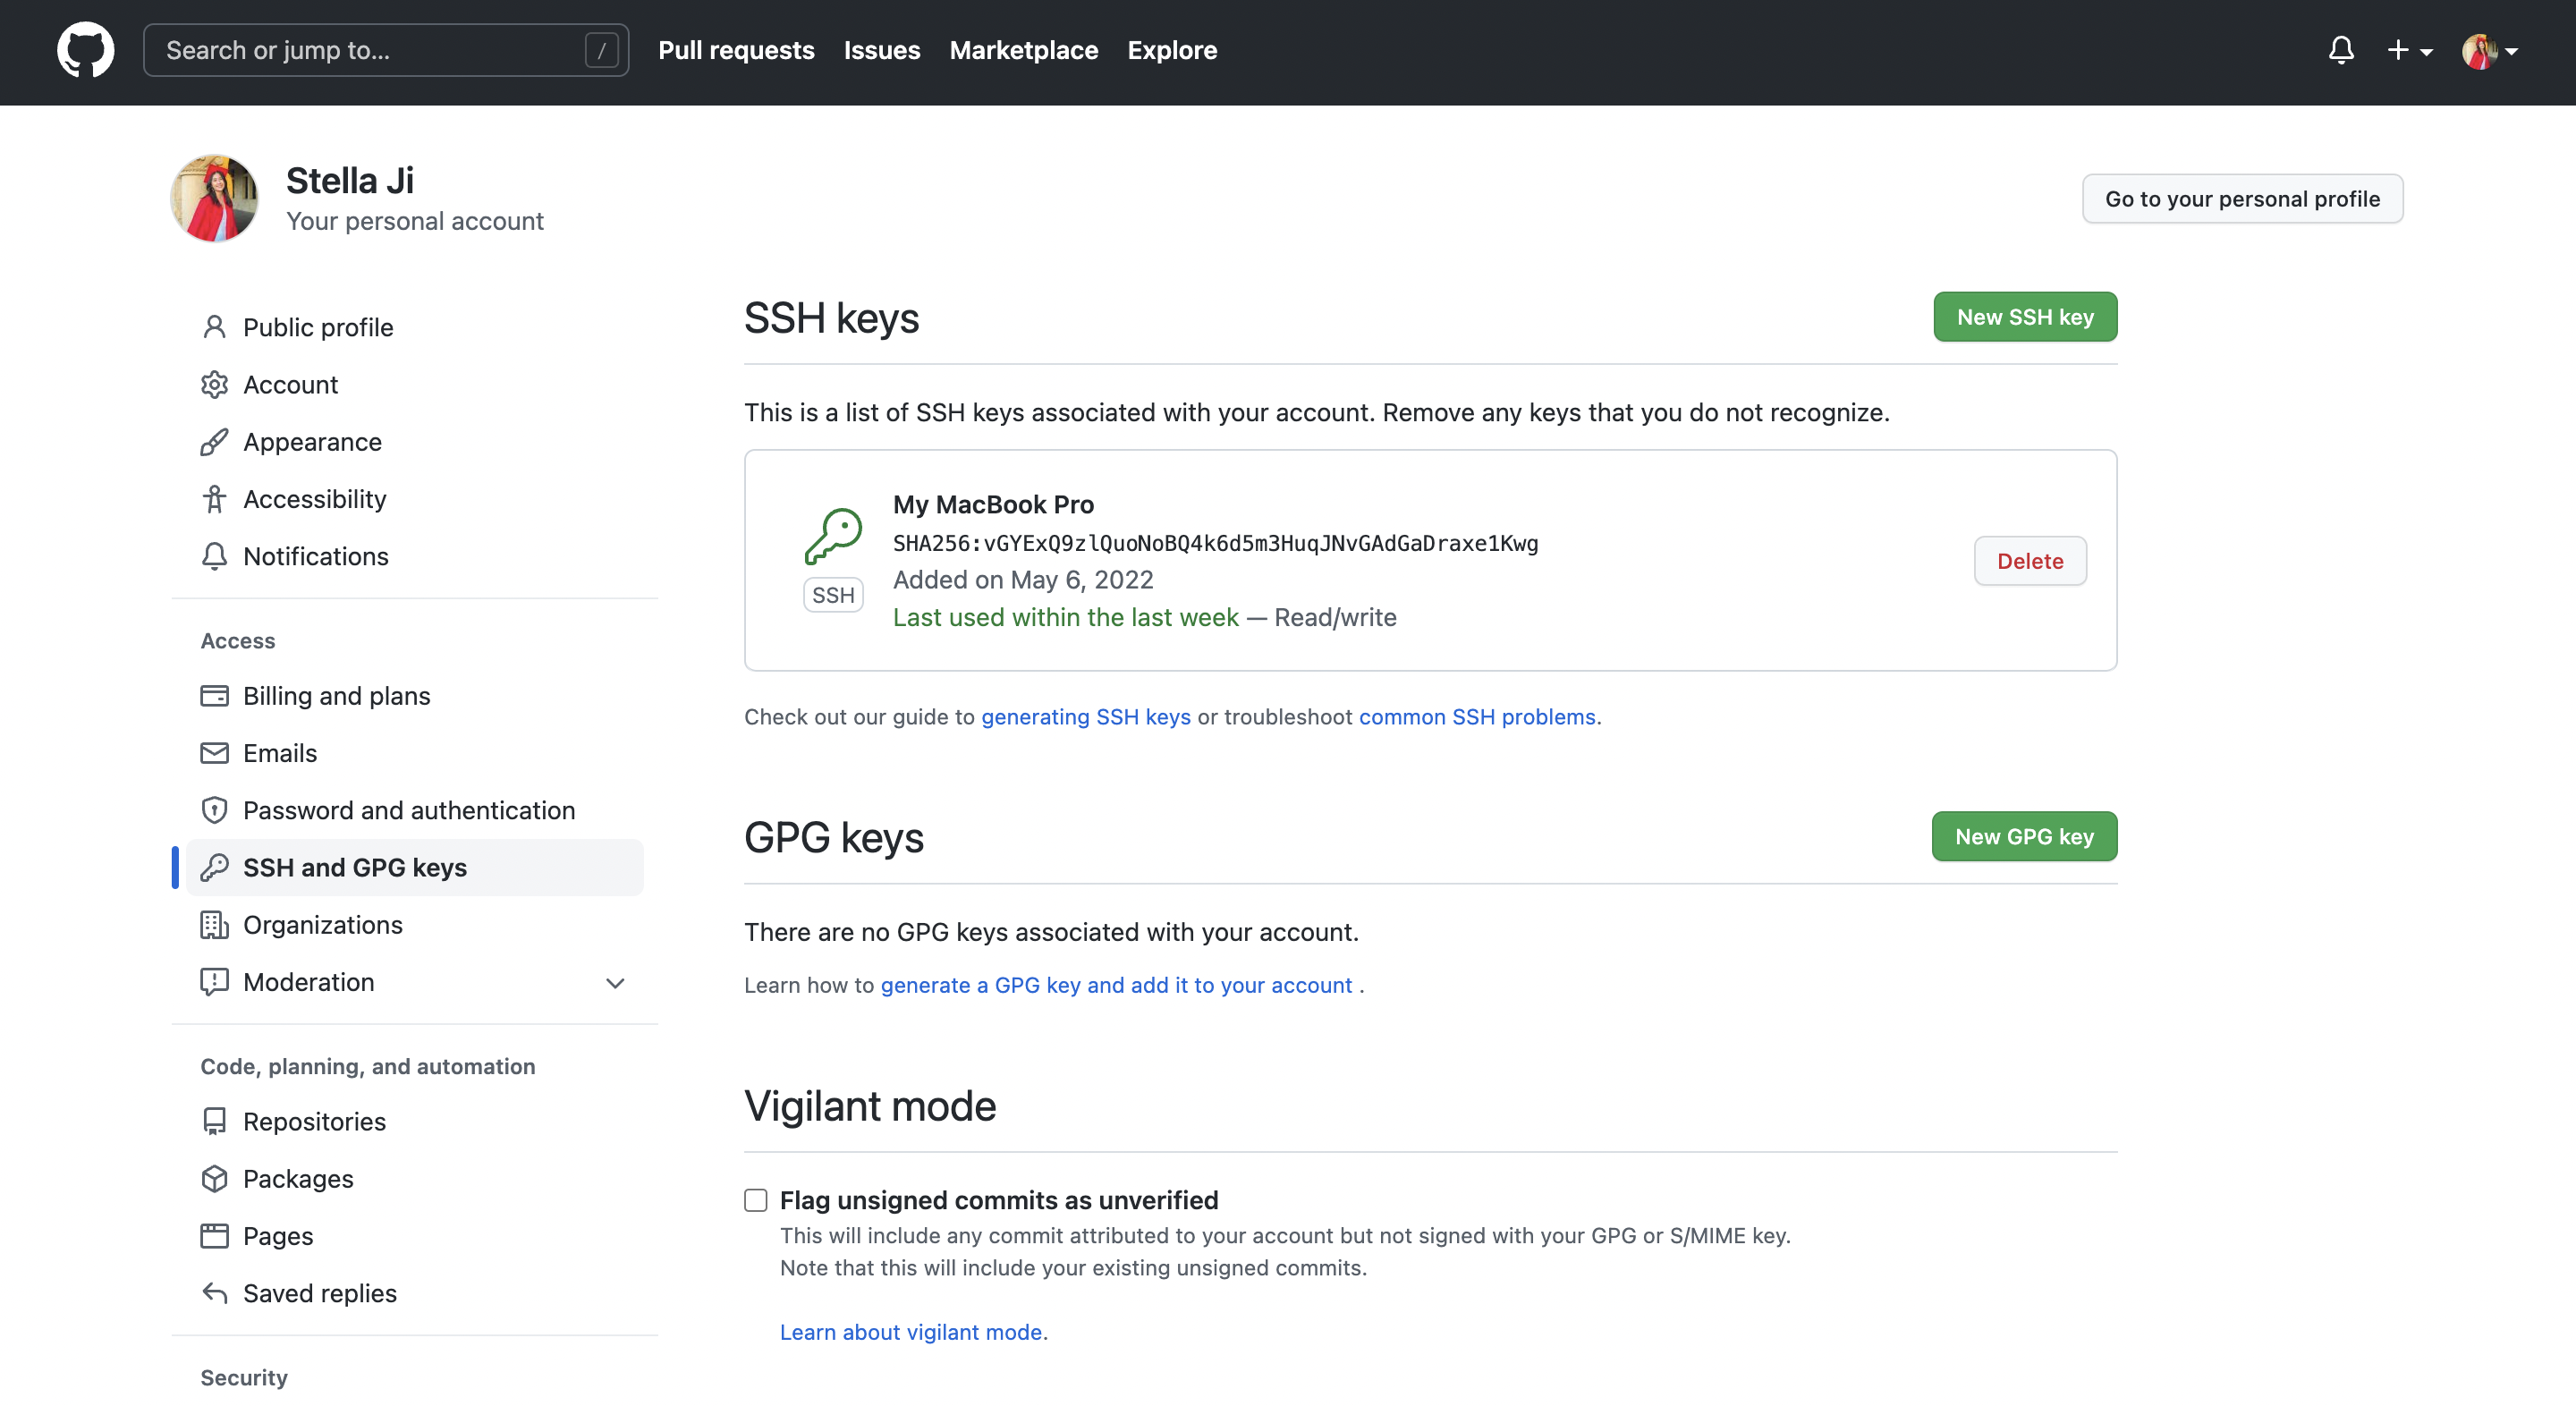 Search or jump to...
/
Pull requests
Issues
Marketplace
Explore
Stella Ji
Your personal account
Go to your personal profile
Public profile
Account
Appearance
Accessibility
Notifications
Access
Billing and plans
Emails
Password and authentication
SSH and GPG keys
Organizations
Moderation
Code, planning, and automation
Repositories
Packages
Pages
Saved replies
Security
SSH keys
New SSH key
This is a list of SSH keys associated with your account. Remove any keys that you do not recognize.
My MacBook Pro
SHA256:vGYExQ9zlQuoNoBQ4k6d5m3HuqJNvGAdGaDraxe1Kwg
Added on May 6, 2022
Last used within the last week — Read/write
SSH
Delete
Check out our guide to generating SSH keys or troubleshoot common SSH problems.
GPG keys
New GPG key
There are no GPG keys associated with your account.
Learn how to generate a GPG key and add it to your account .
Vigilant mode
Flag unsigned commits as unverified
This will include any commit attributed to your account but not signed with your GPG or S/MIME key.
Note that this will include your existing unsigned commits.
Learn about vigilant mode.